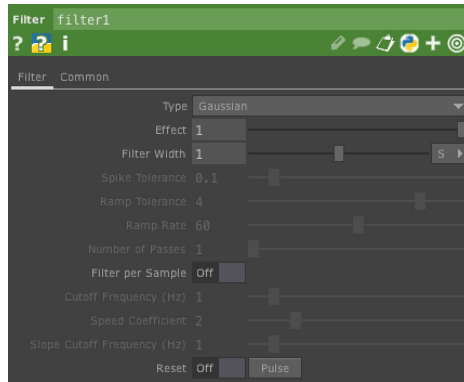 Filter filter1
? ? i
Filter Common
Type Gaussian
Effect 1
Filter Width 1 S
Spike Tolerance 0.1
Ramp Tolerance 4
Ramp Rate 60
Number of Passes 1
Filter per Sample Off
Cutoff Frequency (Hz) 1
Speed Coefficient 2
Slope Cutoff Frequency (Hz) 1
Reset Off Pulse